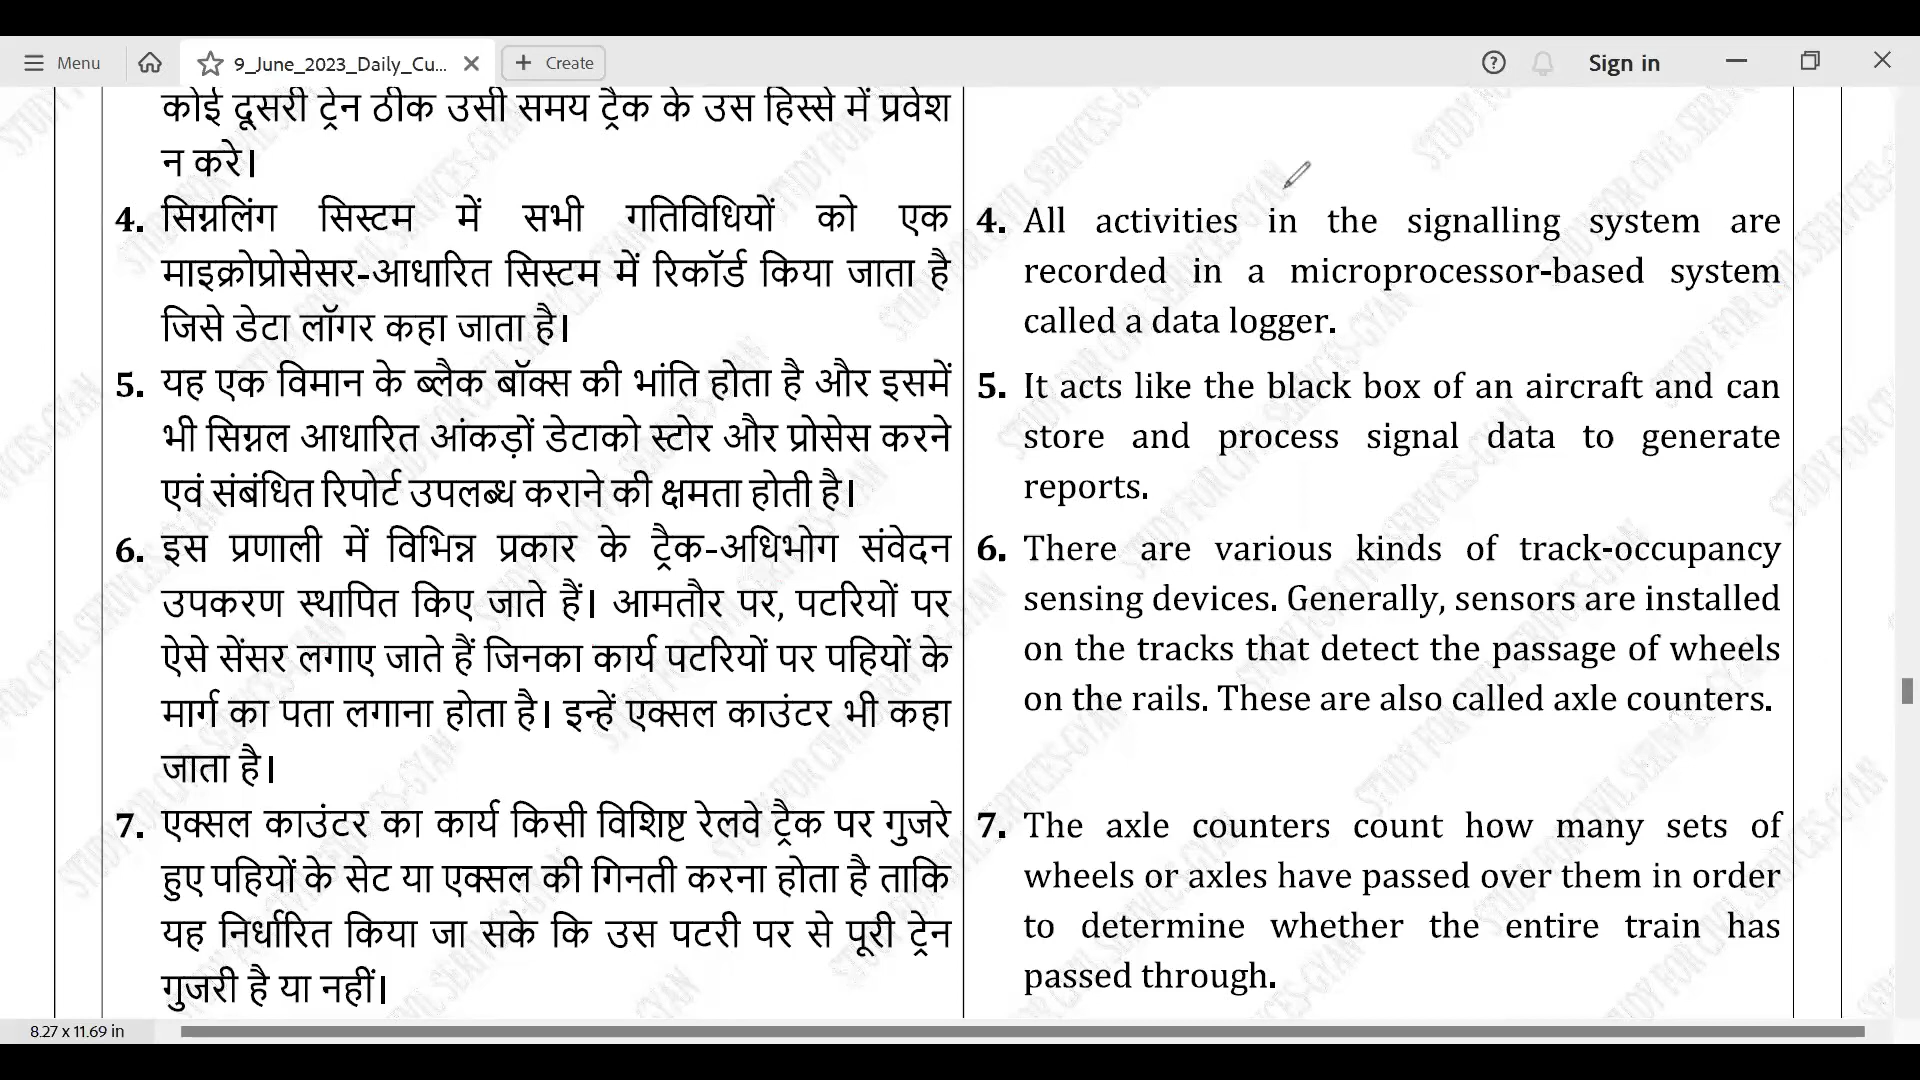 Menu
9_June_2023_Daily_Cu...
Create
Sign in
कोई दूसरी ट्रेन ठीक उसी समय ट्रैक के उस हिस्से में प्रवेश
न करे।
4. सिग्नलिंग सिस्टम में सभी गतिविधियों को एक
माइक्रोप्रोसेसर-आधारित सिस्टम में रिकॉर्ड किया जाता है
जिसे डेटा लॉगर कहा जाता है।
5. यह एक विमान के ब्लैक बॉक्स की भांति होता है और इसमें
भी सिग्नल आधारित आंकड़ों डेटाको स्टोर और प्रोसेस करने
एवं संबंधित रिपोर्ट उपलब्ध कराने की क्षमता होती है।
6. इस प्रणाली में विभिन्न प्रकार के ट्रैक-अधिभोग संवेदन
उपकरण स्थापित किए जाते हैं। आमतौर पर, पटरियों पर
ऐसे सेंसर लगाए जाते हैं जिनका कार्य पटरियों पर पहियों के
मार्ग का पता लगाना होता है। इन्हें एक्सल काउंटर भी कहा
जाता है।
7. एक्सल काउंटर का कार्य किसी विशिष्ट रेलवे ट्रैक पर गुजरे
हुए पहियों के सेट या एक्सल की गिनती करना होता है ताकि
यह निर्धारित किया जा सके कि उस पटरी पर से पूरी ट्रेन
गुजरी है या नहीं।
4. All activities in the signalling system are
recorded in a microprocessor-based system
called a data logger.
5. It acts like the black box of an aircraft and can
store and process signal data to generate
reports.
6. There are various kinds of track-occupancy
sensing devices. Generally, sensors are installed
on the tracks that detect the passage of wheels
on the rails. These are also called axle counters.
7. The axle counters count how many sets of
wheels or axles have passed over them in order
to determine whether the entire train has
passed through.
8.27 x 11.69 in
STUDY FOR CIVIL SERIVCES-GYAN